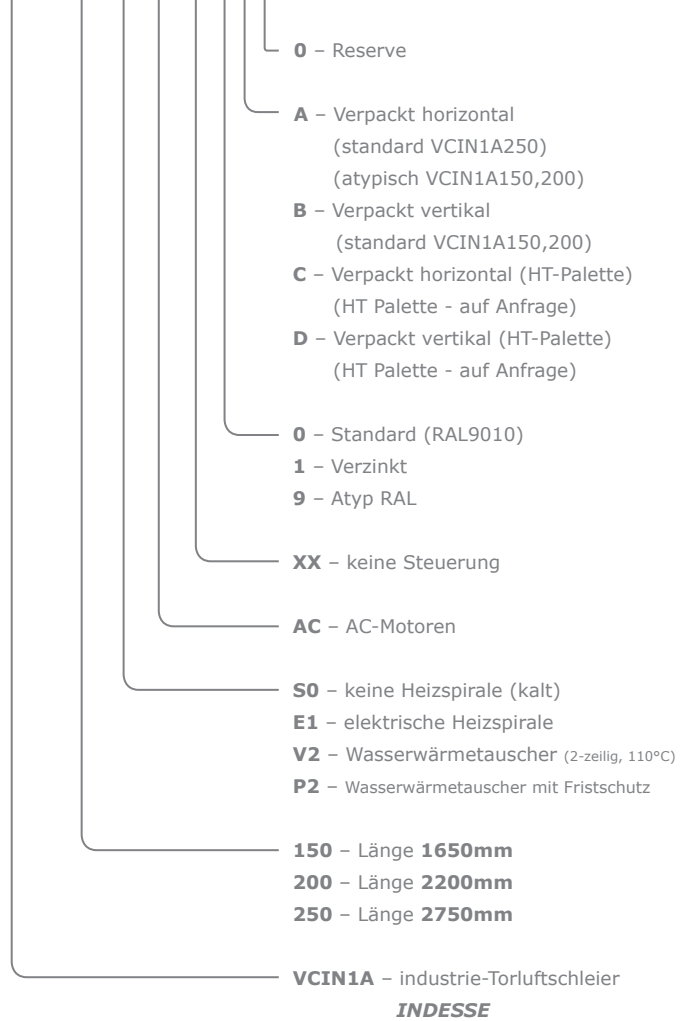 0 – Reserve
A – Verpackt horizontal
(standard VCIN1A250)
(atypisch VCIN1A150,200)
B – Verpackt vertikal
(standard VCIN1A150,200)
C – Verpackt horizontal (HT-Palette)
(HT Palette - auf Anfrage)
D – Verpackt vertikal (HT-Palette)
(HT Palette - auf Anfrage)
0 – Standard (RAL9010)
1 – Verzinkt
9 – Atyp RAL
XX – keine Steuerung
AC – AC-Motoren
S0 – keine Heizspirale (kalt)
E1 – elektrische Heizspirale
V2 – Wasserwärmetauscher (2-zeilig, 110°C)
P2 – Wasserwärmetauscher mit Fristschutz
150 – Länge 1650mm
200 – Länge 2200mm
250 – Länge 2750mm
VCIN1A – industrie-Torluftschleier
INDESSE